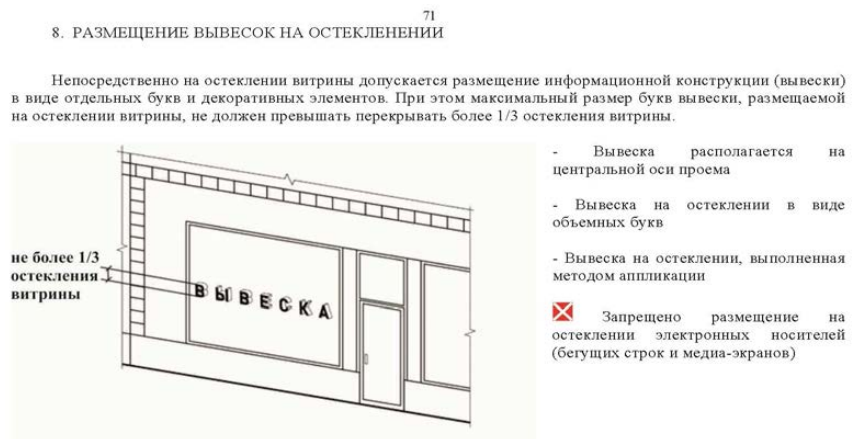 71
8. РАЗМЕЩЕНИЕ ВЫВЕСОК НА ОСТЕКЛЕНЕНИИ
Непосредственно на остеклении витрины допускается размещение информационной конструкции (вывески)
в виде отдельных букв и декоративных элементов. При этом максимальный размер букв вывески, размещаемой
на остеклении витрины, не должен превышать перекрывать более 1/3 остекления витрины.
не более 1/3
остекления
витрины
ВЫВЕСКА
- Вывеска располагается на
центральной оси проема
- Вывеска на остеклении в виде
объемных букв
- Вывеска на остеклении, выполненная
методом аппликации
Запрещено размещение на
остеклении электронных носителей
(бегущих строк и медиа-экранов)